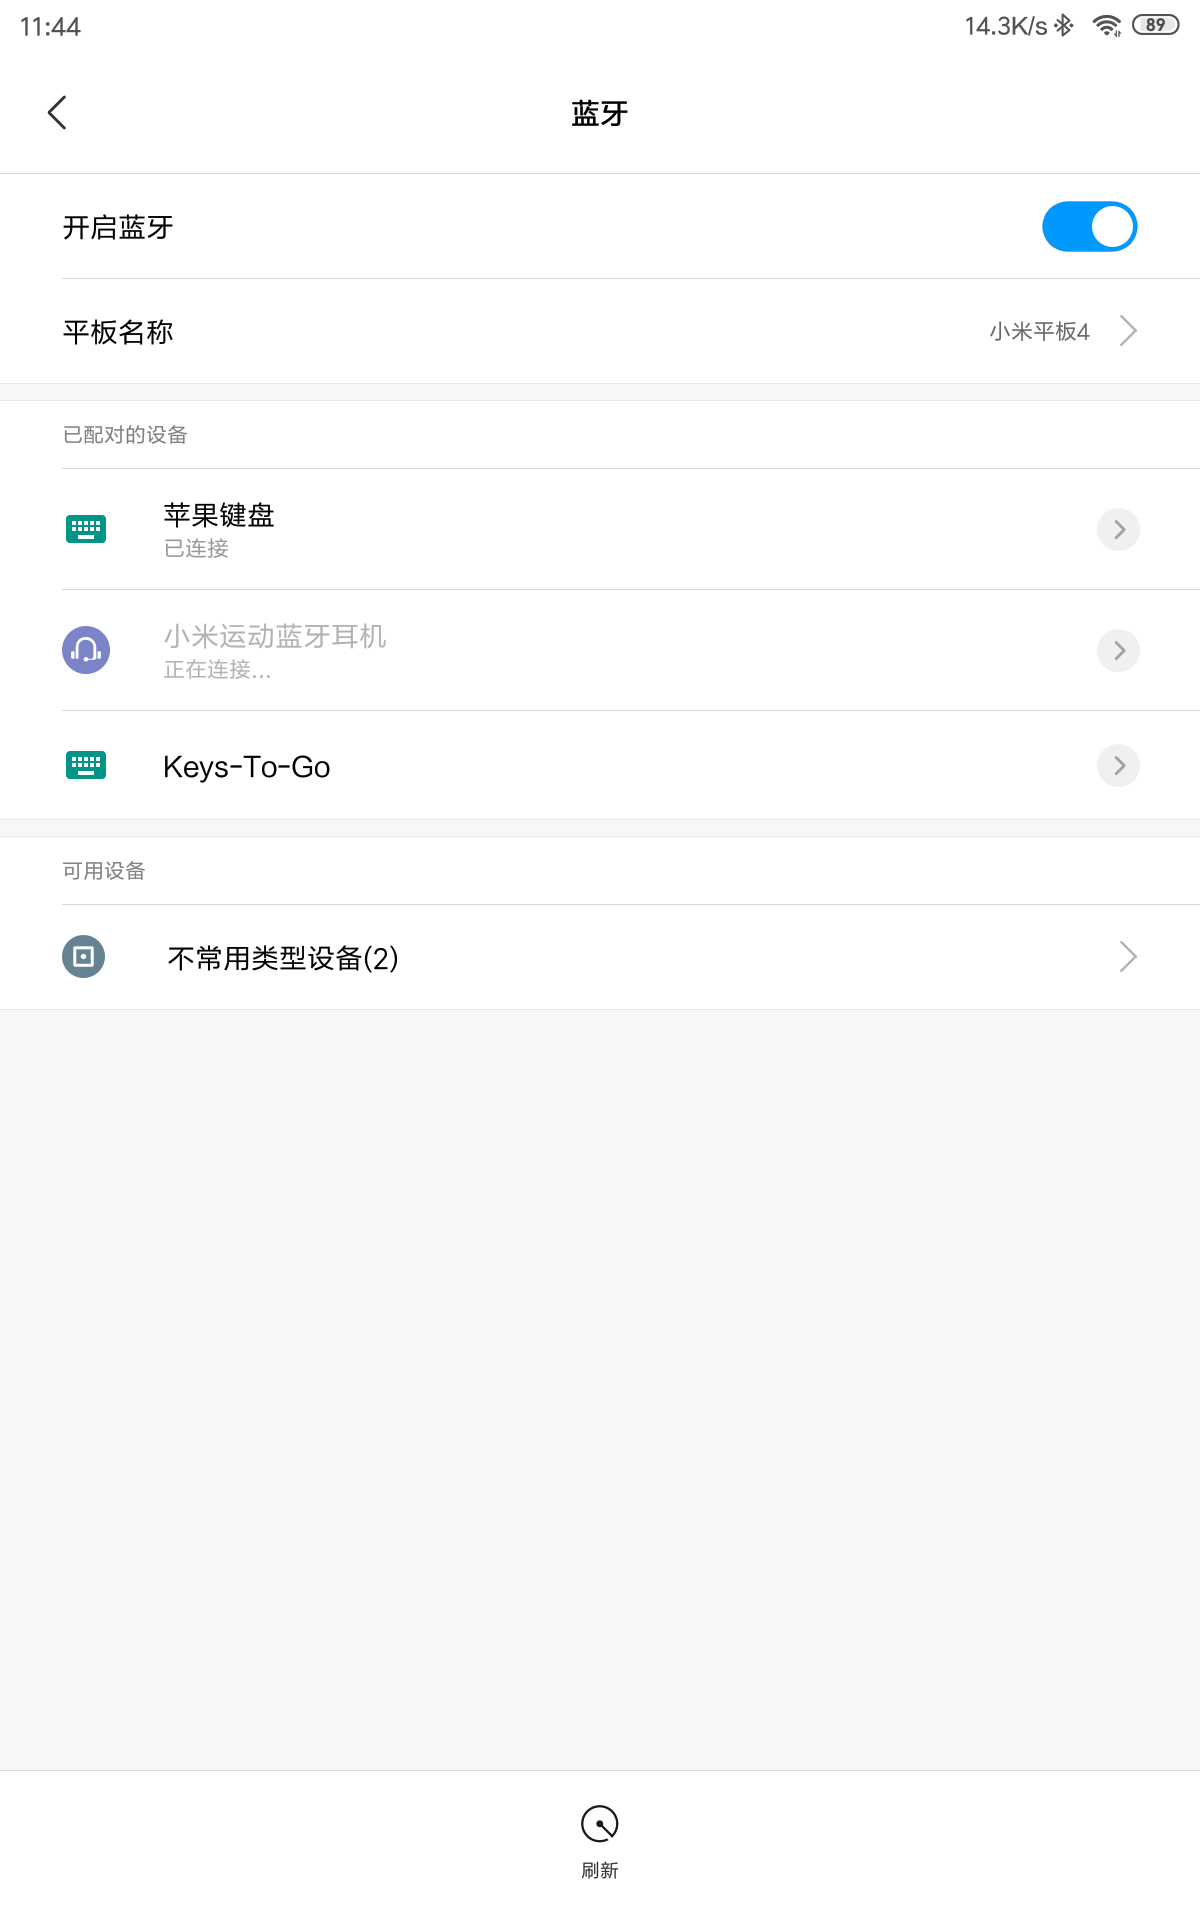 11:44
14.3K/s
89
蓝牙
开启蓝牙
平板名称
小米平板4
已配对的设备
苹果键盘
已连接
小米运动蓝牙耳机
正在连接...
Keys-To-Go
可用设备
不常用类型设备(2)
刷新